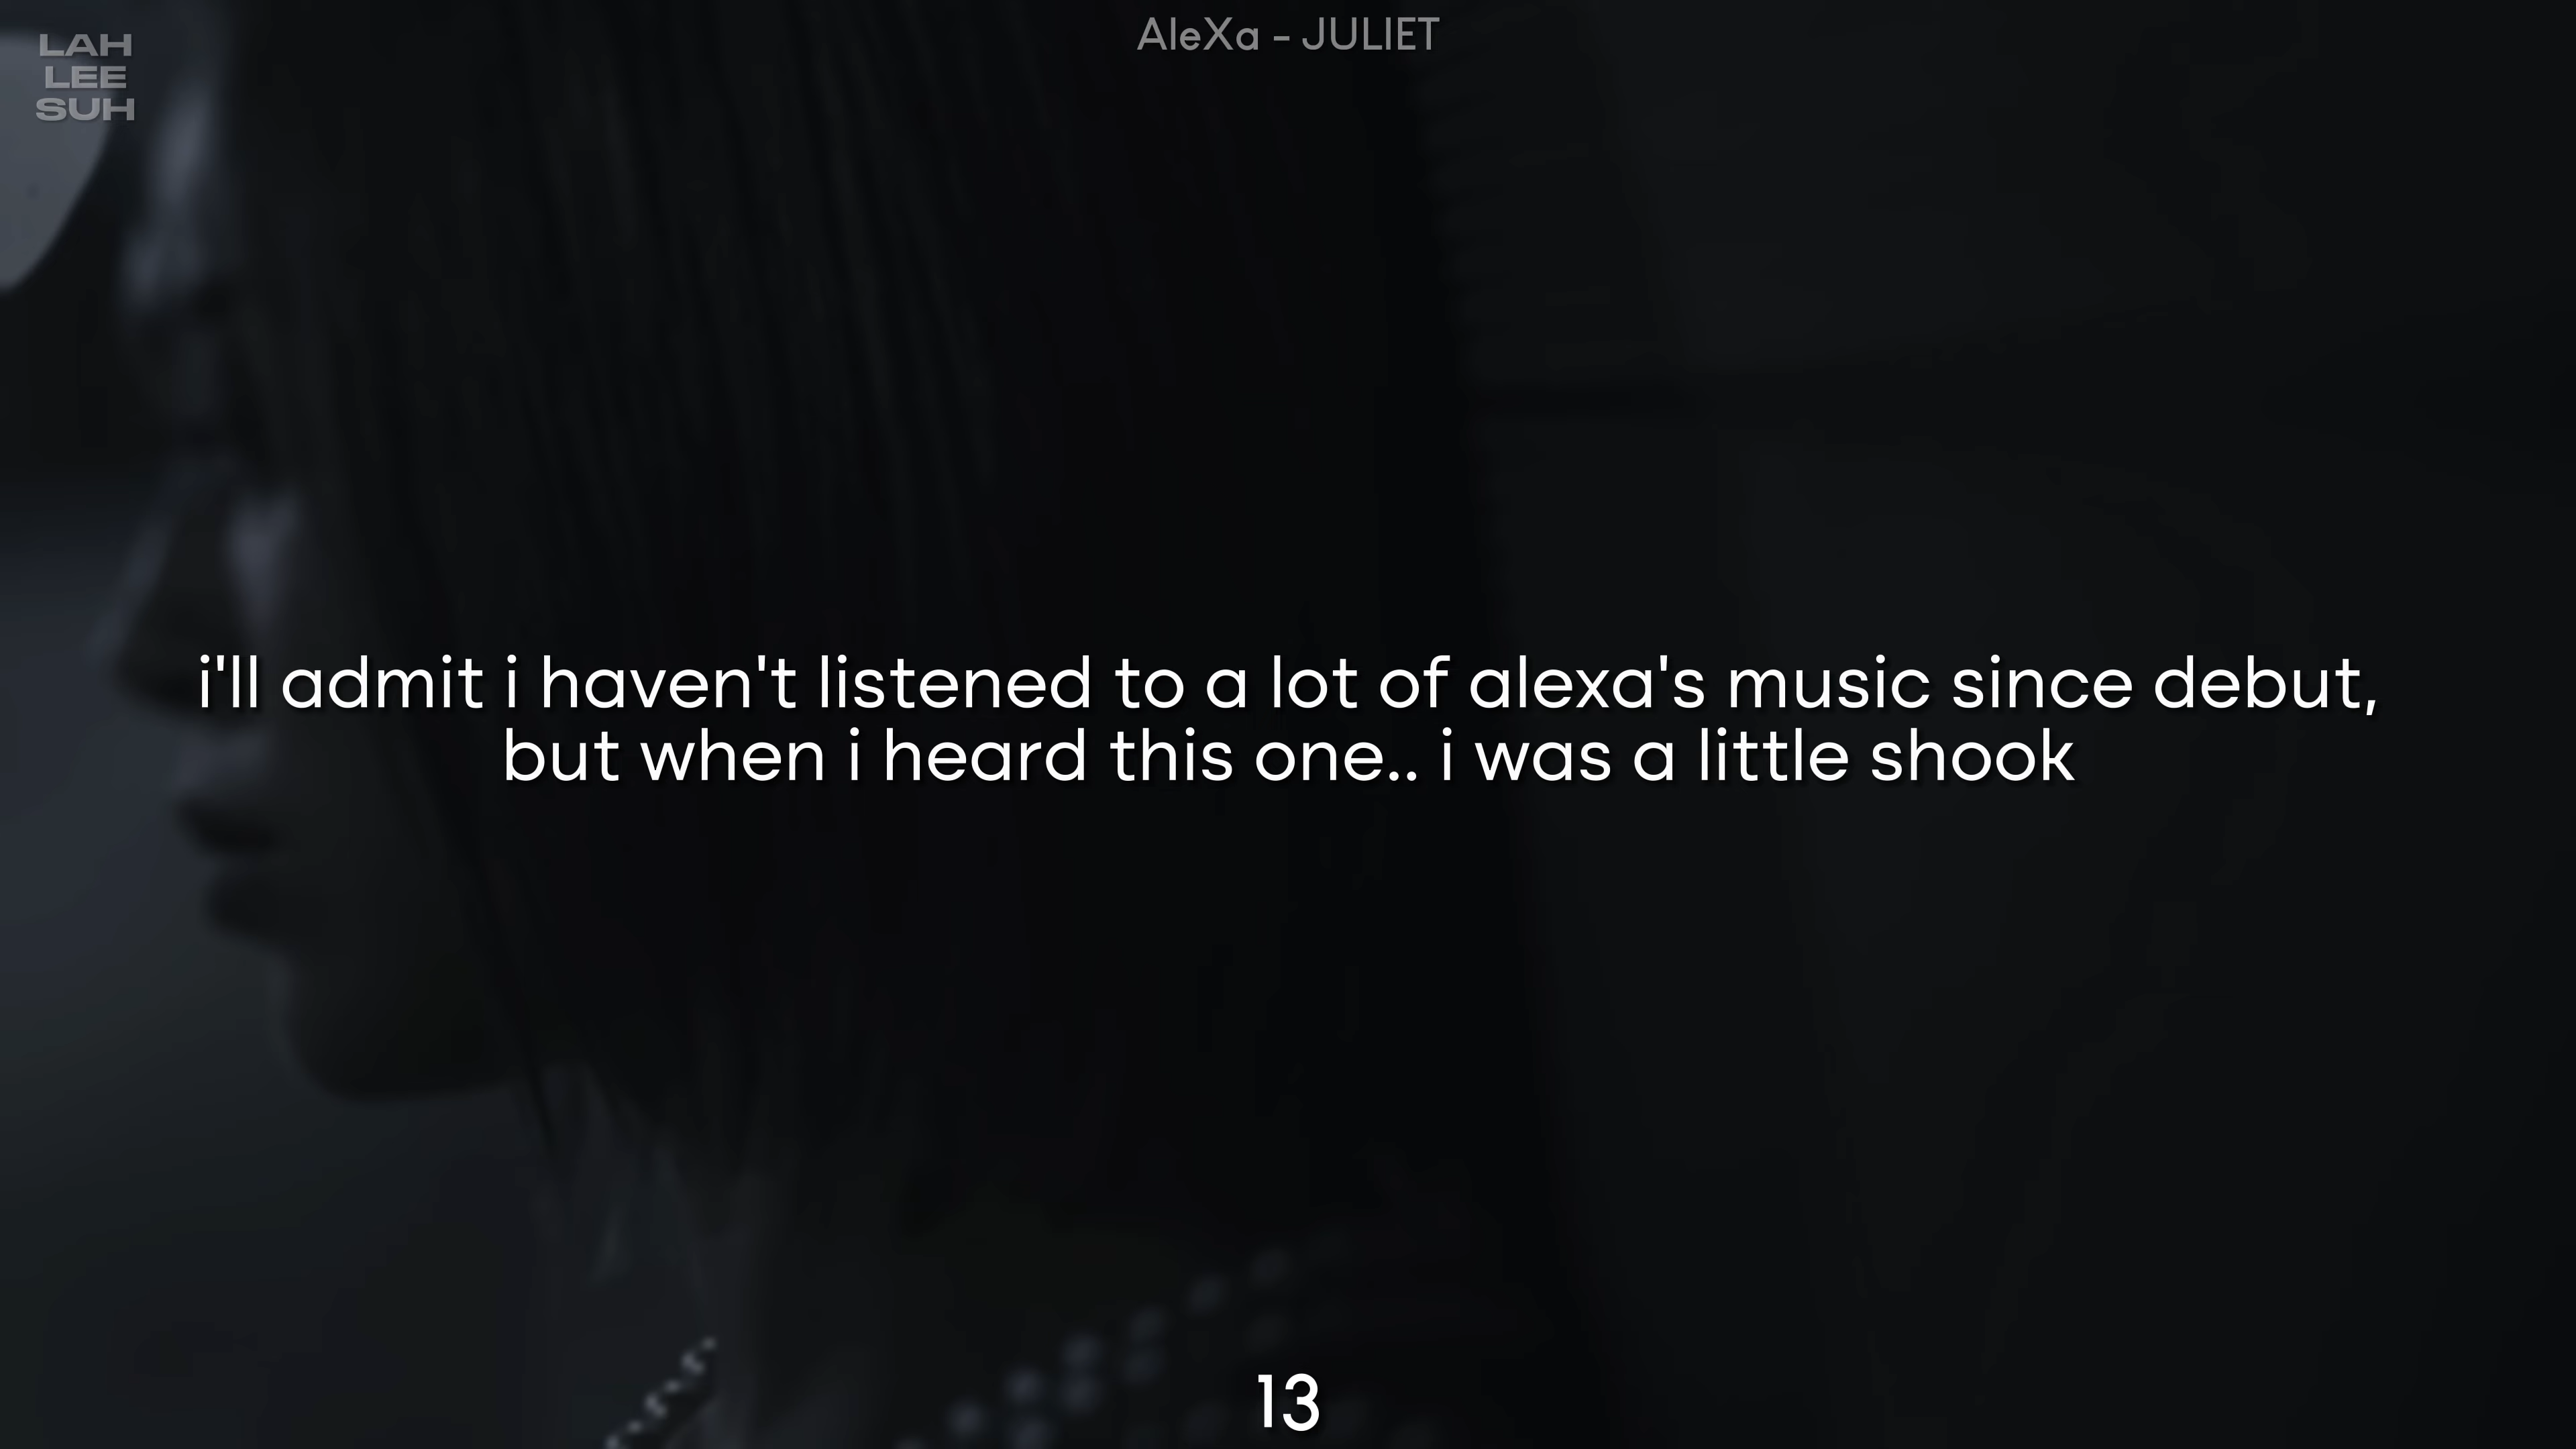 LAH
LEE
SUH
AleXa - JULIET
i'll admit i haven't listened to a lot of alexa's music since debut,
but when i heard this one.. i was a little shook
13